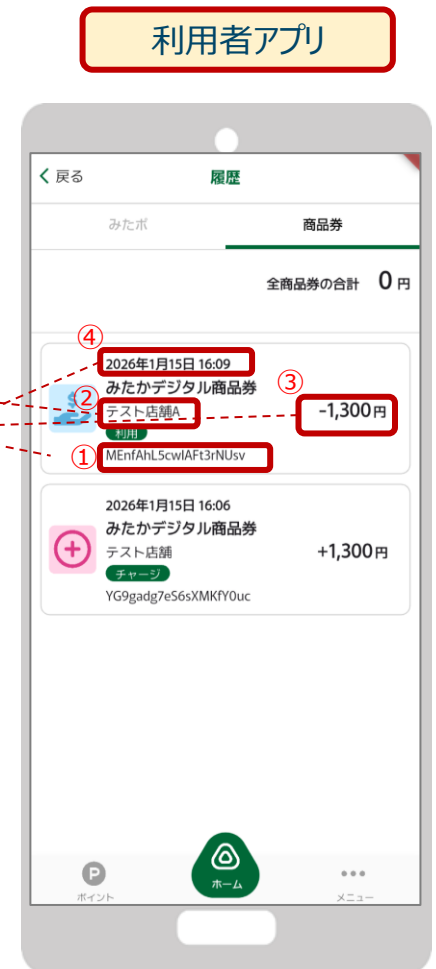 利用者アプリ
戻る
履歴
みたポ
商品券
全商品券の合計 0 円
④
2026年1月15日 16:09
みたかデジタル商品券
③
②
テスト店舗A
-1,300円
利用
①
MEnfAhL5cwIAFt3rNUsv
2026年1月15日 16:06
みたかデジタル商品券
テスト店舗
+1,300円
チャージ
YG9gadg7eS6sXMKfY0uc
P
ポイント
ホーム
メニュー